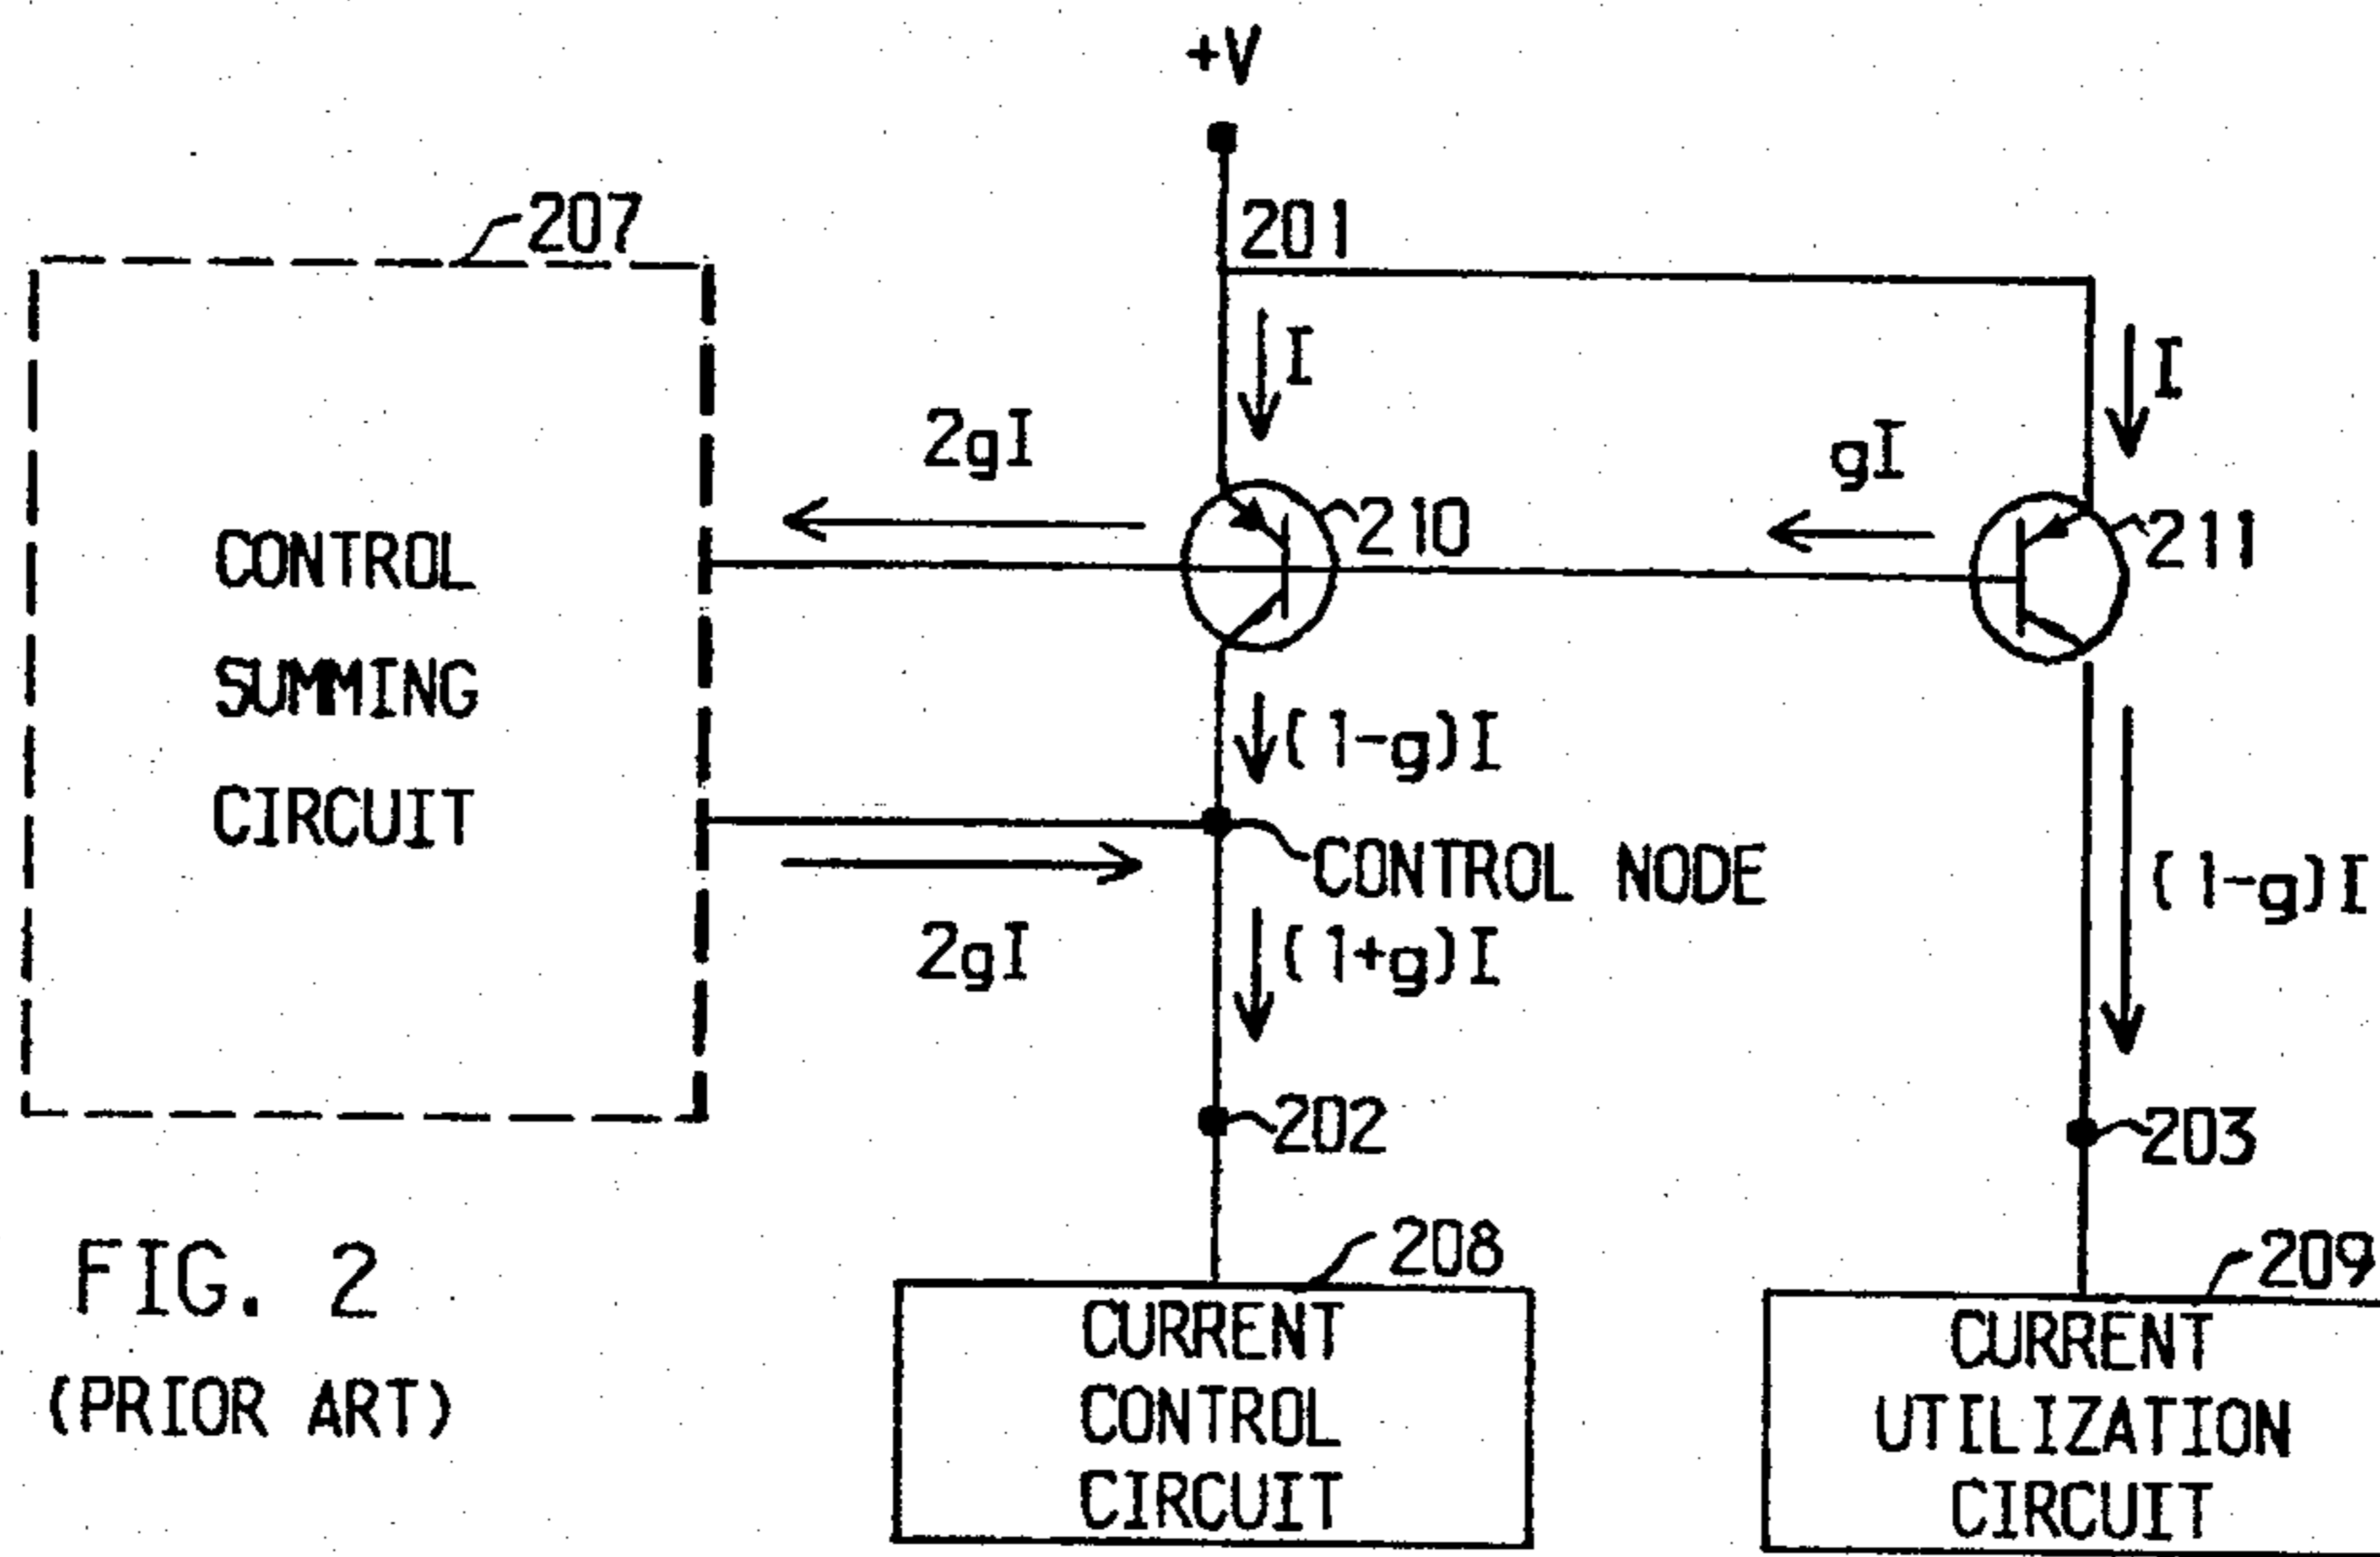 +V
201
207
I
I
2gI
gI
210
211
CONTROL
SUMMING
CIRCUIT
(1-g)I
CONTROL NODE
(1-g)I
2gI
(1+g)I
202
203
208
209
FIG. 2
(PRIOR ART)
CURRENT
CONTROL
CIRCUIT
CURRENT
UTILIZATION
CIRCUIT